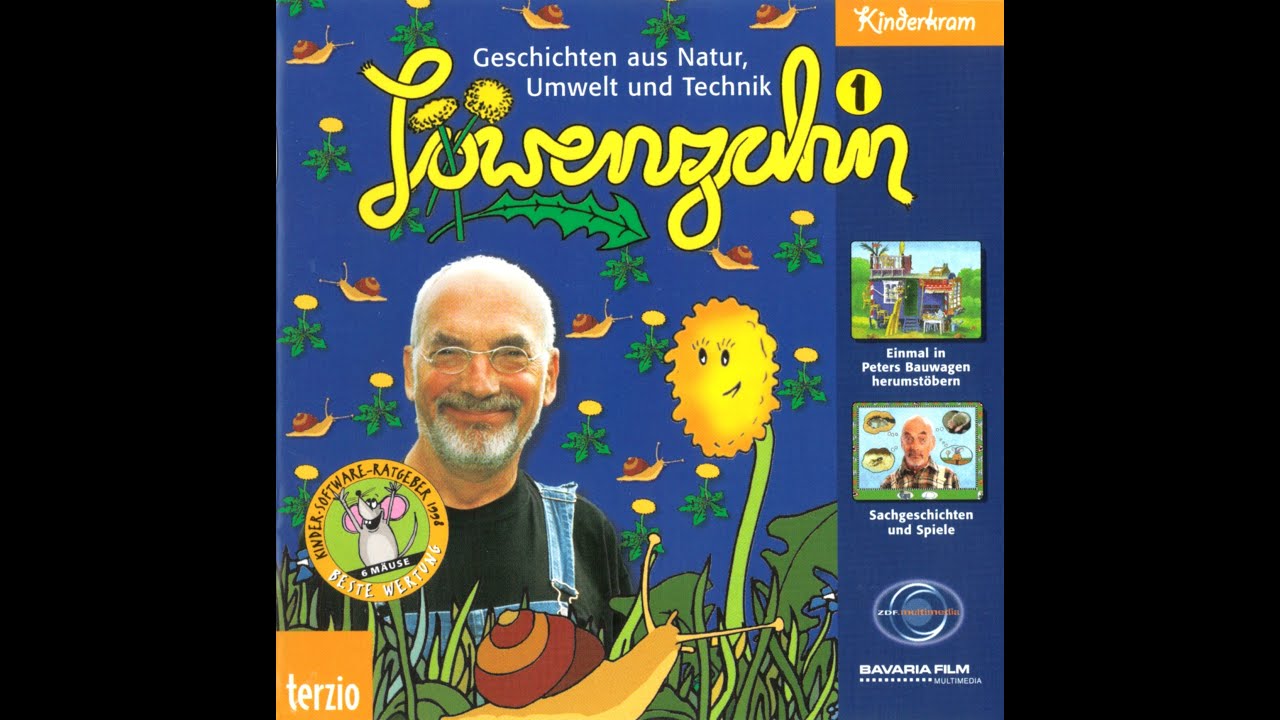 Kinderkram
Geschichten aus Natur,
Umwelt und Technik
Löwenzahn
1
Einmal in
Peters Bauwagen
herumstöbern
Sachgeschichten
und Spiele
KINDER-SOFTWARE-RATGEBER 1998
6 MÄUSE
BESTE WERTUNG
ZDF.multimedia
BAVARIA FILM
MULTIMEDIA
terzio